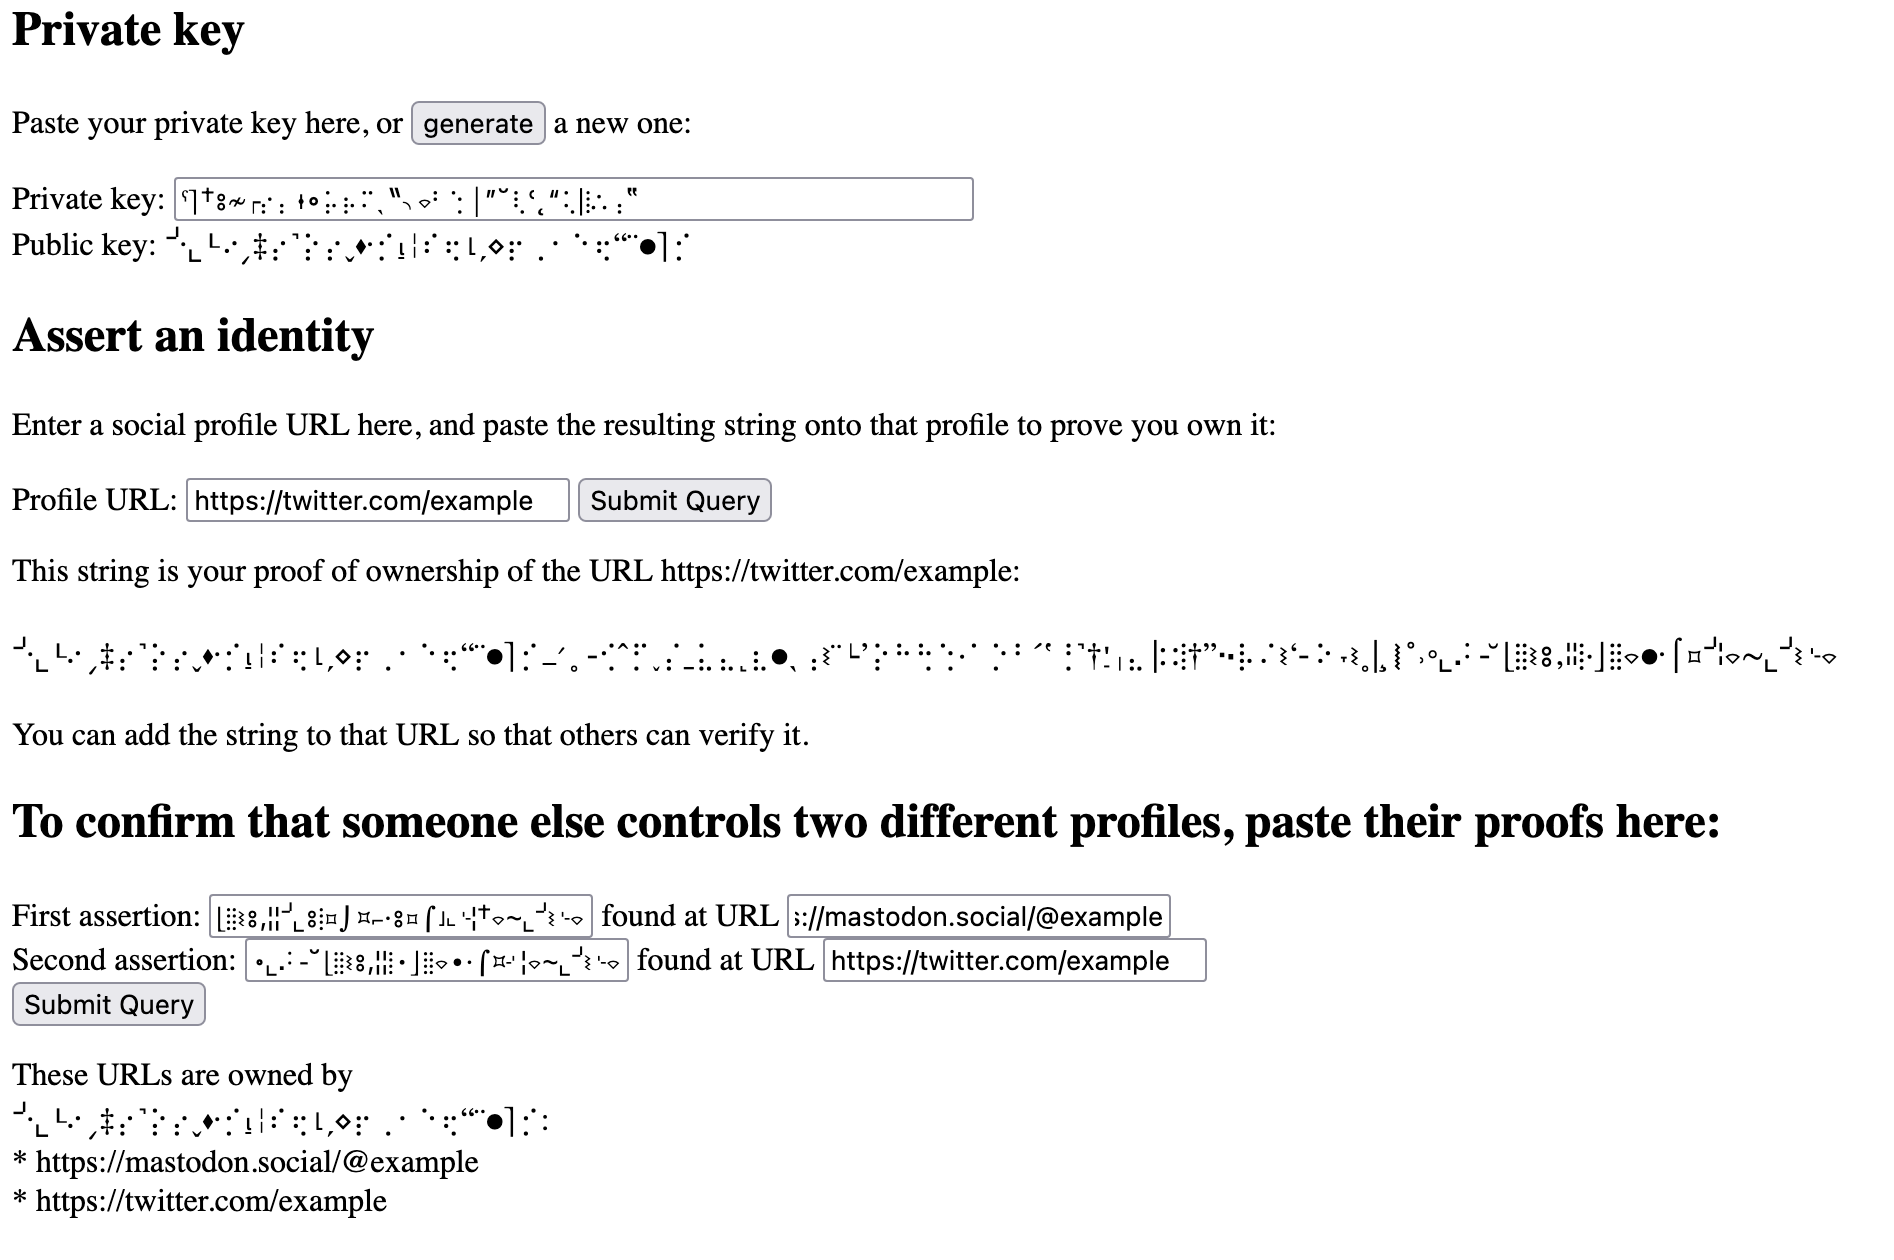 Private key
Paste your private key here, or generate a new one:
Private key:
Public key:
Assert an identity
Enter a social profile URL here, and paste the resulting string onto that profile to prove you own it:
Profile URL: https://twitter.com/example Submit Query
This string is your proof of ownership of the URL https://twitter.com/example:
You can add the string to that URL so that others can verify it.
To confirm that someone else controls two different profiles, paste their proofs here:
First assertion: found at URL ://mastodon.social/@example
Second assertion: found at URL https://twitter.com/example
Submit Query
These URLs are owned by
* https://mastodon.social/@example
* https://twitter.com/example